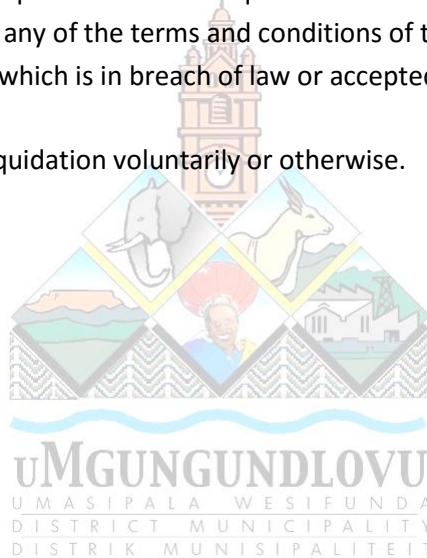 any of the terms and conditions of t
which is in breach of law or accepted
quidation voluntarily or otherwise.
UMGUNGUNDLOVU
UMASIPALA WESIFUNDA
DISTRICT MUNICIPALITY
DISTRIK MUNISIPALITEIT